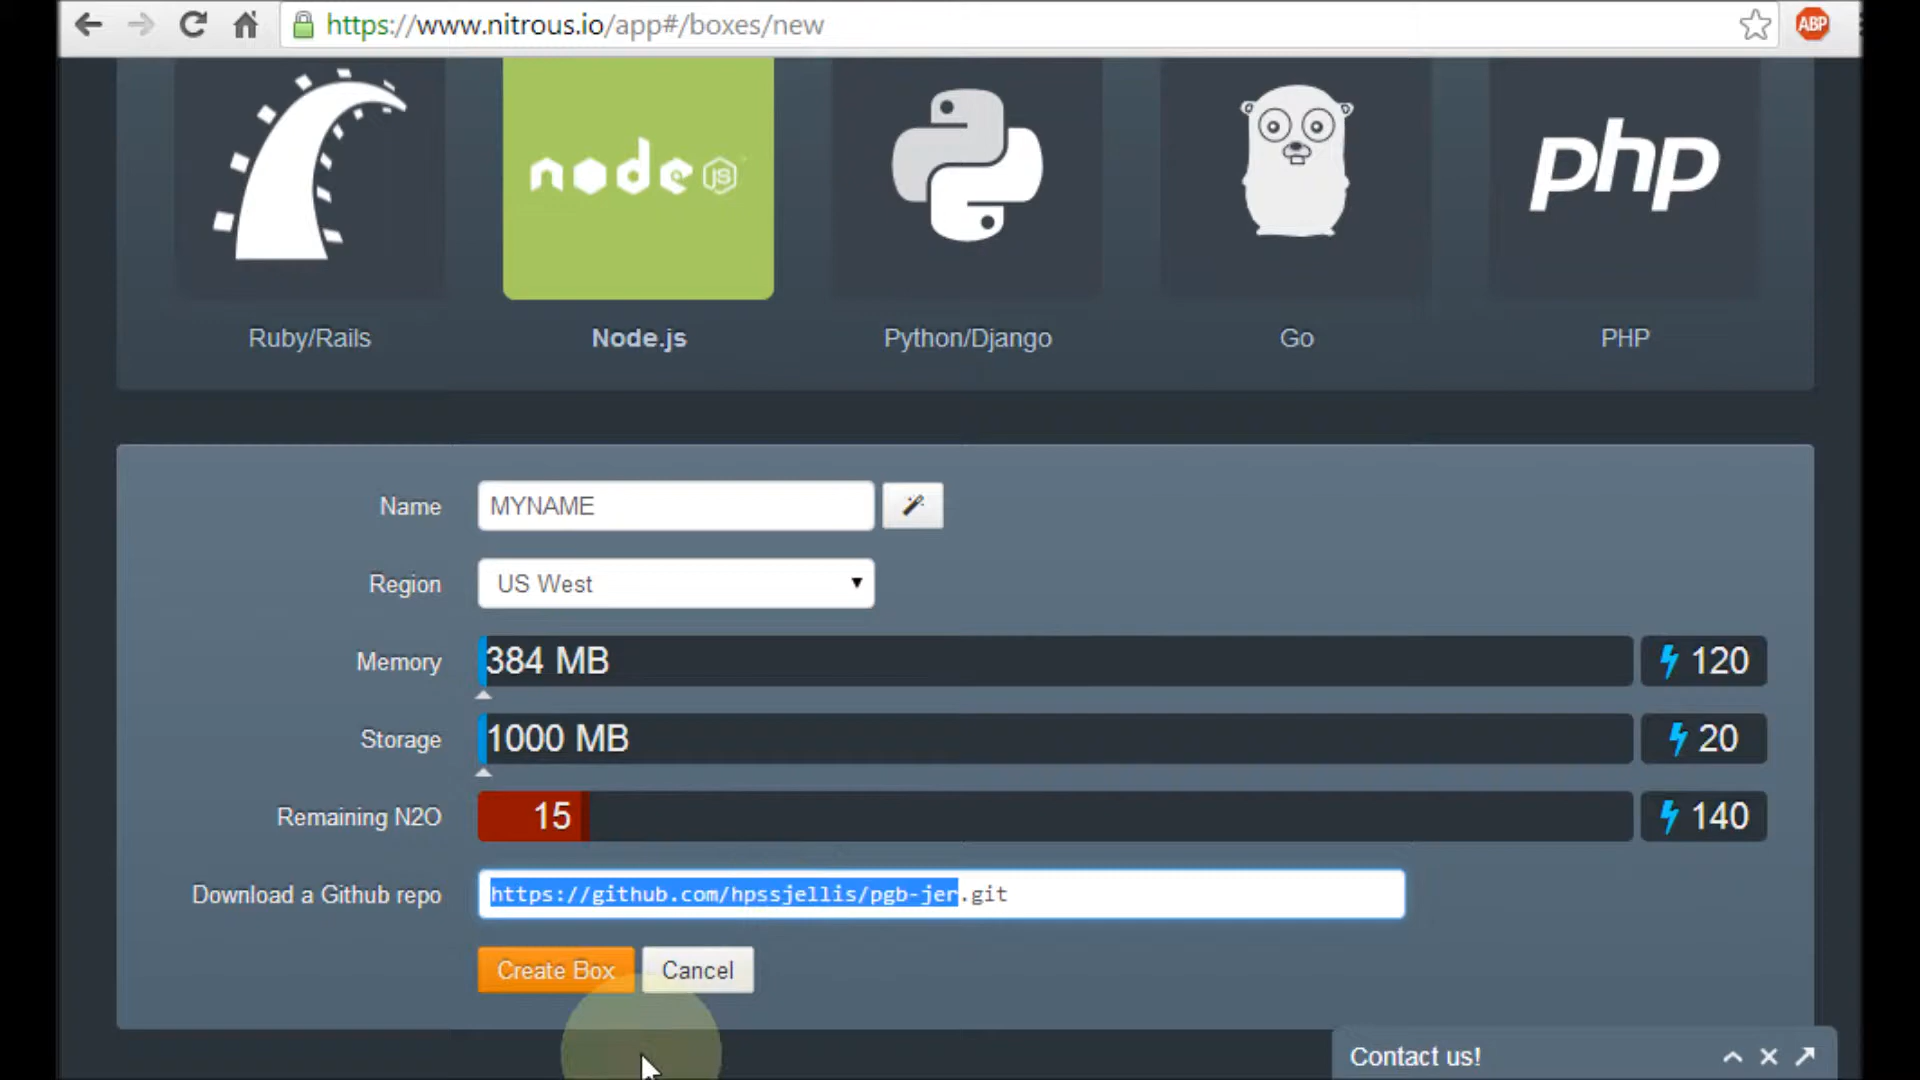 https://www.nitrous.io/app#/boxes/new
ABP
node JS
php
Ruby/Rails
Node.js
Python/Django
Go
PHP
Name MYNAME
Region US West
Memory 384 MB 120
Storage 1000 MB 20
Remaining N2O 15 140
Download a Github repo https://github.com/hpssjellis/pgb-jer.git
Create Box Cancel
Contact us!